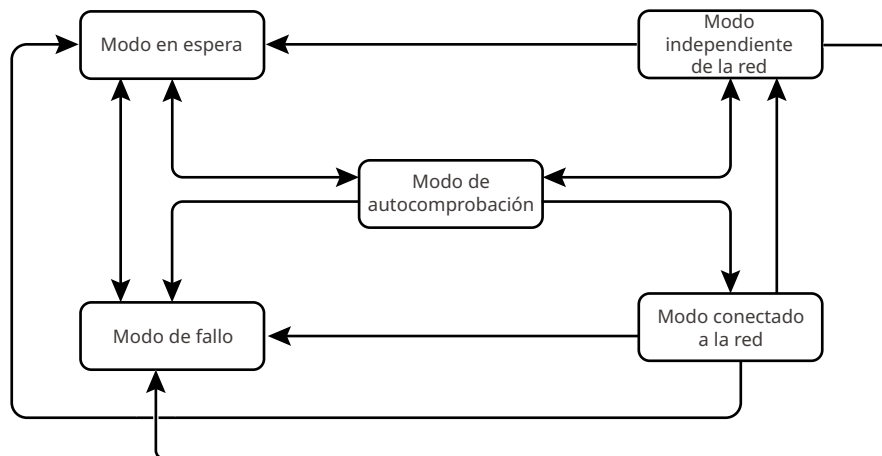 Modo en espera
Modo
independiente
de la red
Modo de
autocomprobación
Modo de fallo
Modo conectado
a la red